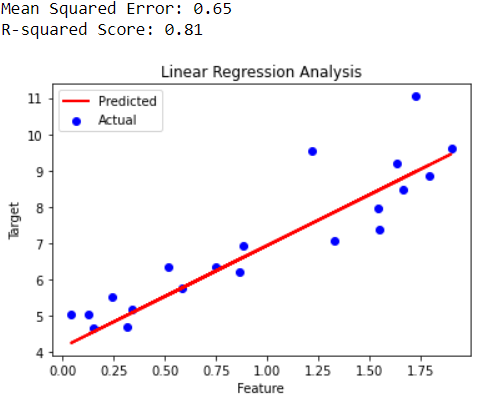 Mean Squared Error: 0.65
R-squared Score: 0.81
Linear Regression Analysis
Predicted
Actual
Target
11
10
9
8
7
6
5
4
0.00 0.25 0.50 0.75 1.00 1.25 1.50 1.75
Feature